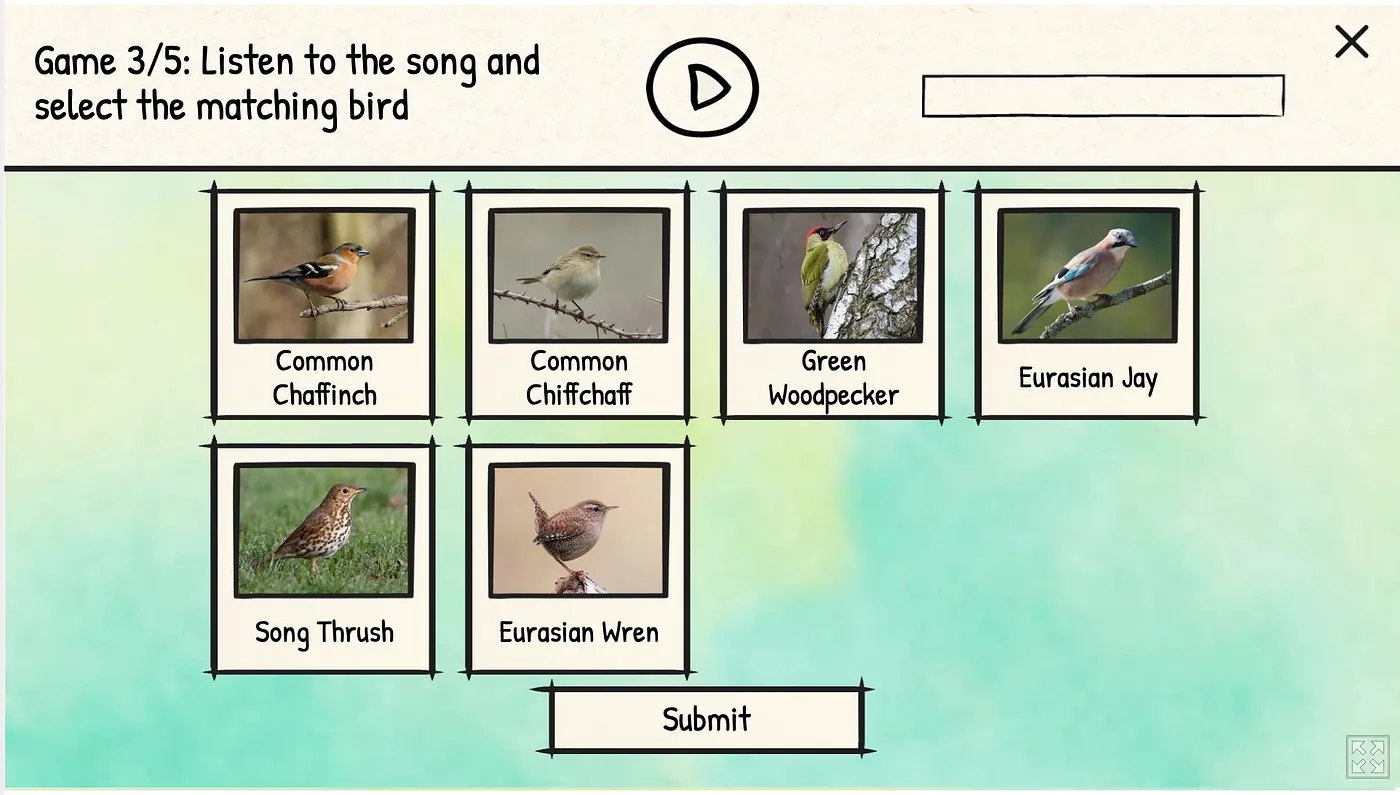 Game 3/5: Listen to the song and
select the matching bird
Common
Chaffinch
Common
Chiffchaff
Green
Woodpecker
Eurasian Jay
Song Thrush
Eurasian Wren
Submit